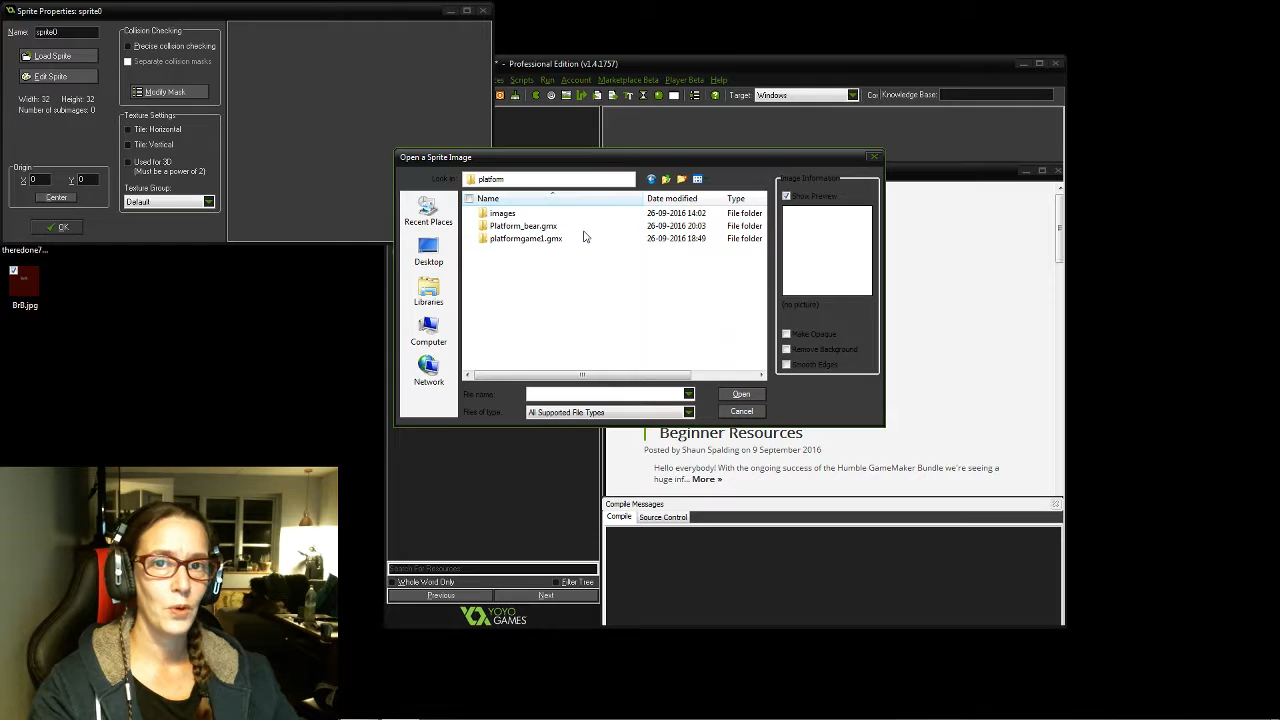 Sprite Properties: sprite0
Name: sprite0
Load Sprite
Edit Sprite
Width: 32 Height: 32
Number of subimages: 0
Origin
X 0 Y 0
Center
OK
Collision Checking
Precise collision checking
Separate collision masks
Modify Mask
Texture Settings
Tile: Horizontal
Tile: Vertical
Used for 3D
(Must be a power of 2)
Texture Group:
Default
theredone7...
BrB.jpg
* - Professional Edition (v1.4.1757)
Scripts Run Account Marketplace Beta Player Beta Help
Target: Windows Knowledge Base:
Open a Sprite Image
Look in: platform
Name Date modified Type
images 26-09-2016 14:02 File folder
Platform_bear.gmx 26-09-2016 20:03 File folder
platformgame1.gmx 26-09-2016 18:49 File folder
Recent Places
Desktop
Libraries
Computer
Network
File name:
Open
Files of type: All Supported File Types
Cancel
Image Information
Show Preview
(no picture)
Make Opaque
Remove Background
Smooth Edges
Beginner Resources
Posted by Shaun Spalding on 9 September 2016
Hello everybody! With the ongoing success of the Humble GameMaker Bundle we're seeing a
huge inf... More »
Compile Messages
Compile Source Control
Search For Resources
Whole Word Only Filter Tree
Previous Next
YOYO
GAMES